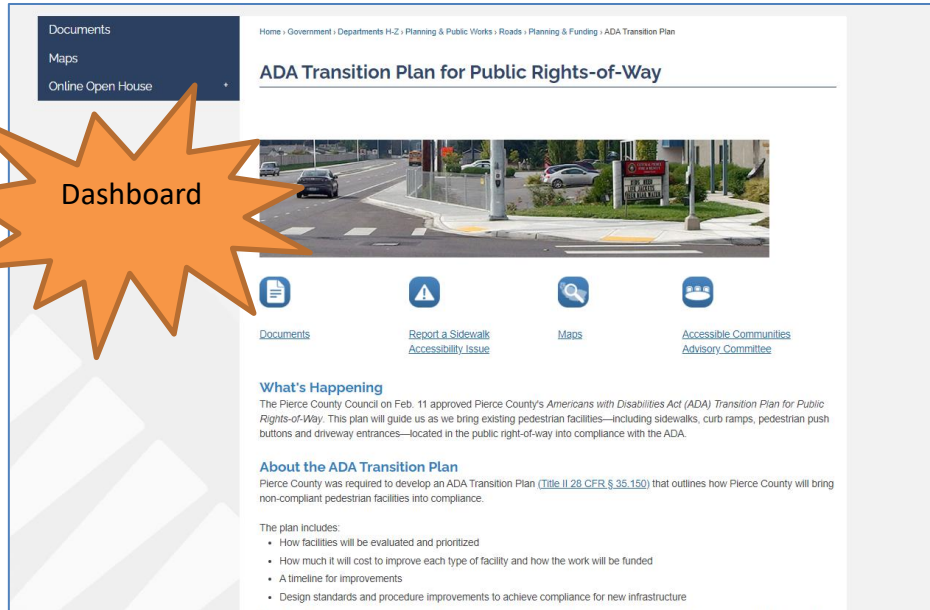 Documents
Maps
Online Open House +
Dashboard
Home › Government › Departments H-Z › Planning & Public Works › Roads › Planning & Funding › ADA Transition Plan
ADA Transition Plan for Public Rights-of-Way
Documents
Report a Sidewalk
Accessibility Issue
Maps
Accessible Communities
Advisory Committee
What's Happening
The Pierce County Council on Feb. 11 approved Pierce County's Americans with Disabilities Act (ADA) Transition Plan for Public
Rights-of-Way. This plan will guide us as we bring existing pedestrian facilities—including sidewalks, curb ramps, pedestrian push
buttons and driveway entrances—located in the public right-of-way into compliance with the ADA.
About the ADA Transition Plan
Pierce County was required to develop an ADA Transition Plan (Title II 28 CFR § 35.150) that outlines how Pierce County will bring
non-compliant pedestrian facilities into compliance.
The plan includes:
• How facilities will be evaluated and prioritized
• How much it will cost to improve each type of facility and how the work will be funded
• A timeline for improvements
• Design standards and procedure improvements to achieve compliance for new infrastructure